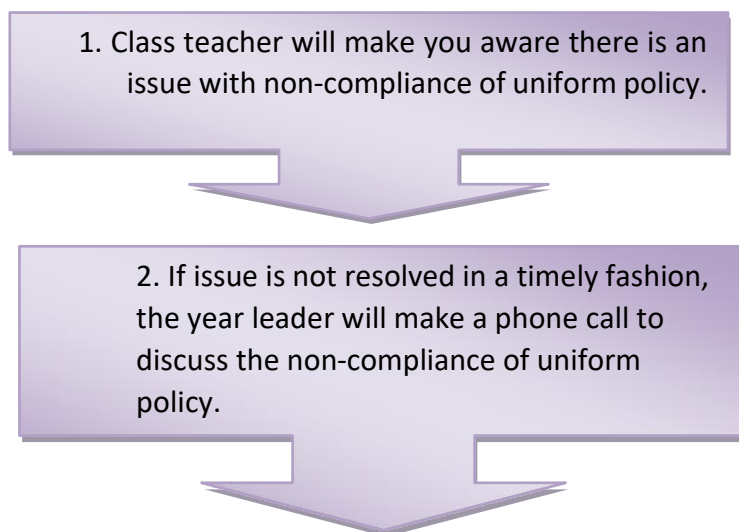 1. Class teacher will make you aware there is an
issue with non-compliance of uniform policy.
2. If issue is not resolved in a timely fashion,
the year leader will make a phone call to
discuss the non-compliance of uniform
policy.